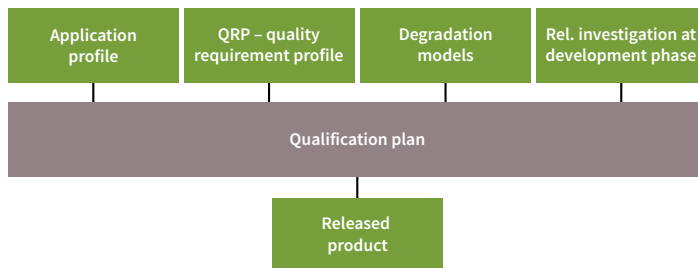 Application
profile
QRP – quality
requirement profile
Degradation
models
Rel. investigation at
development phase
Qualification plan
Released
product